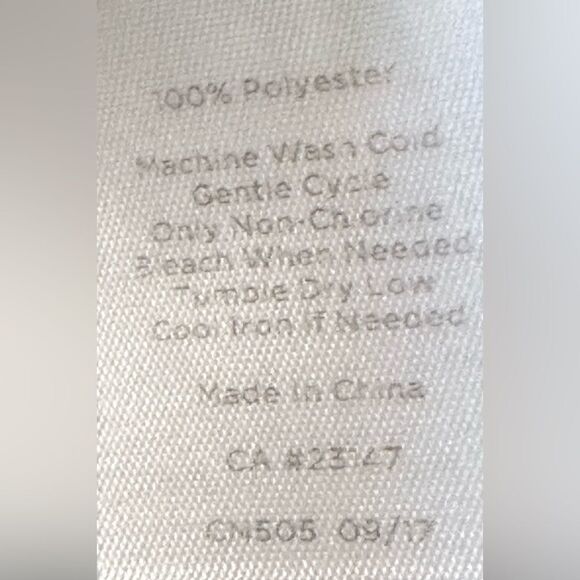 100% Polyester
Machine Wash Cold
Gentle Cycle
Only Non-Chlorine
Bleach When Needed
Tumble Dry Low
Cool Iron If Needed
Made In China
CA #23147
CN505 09/17